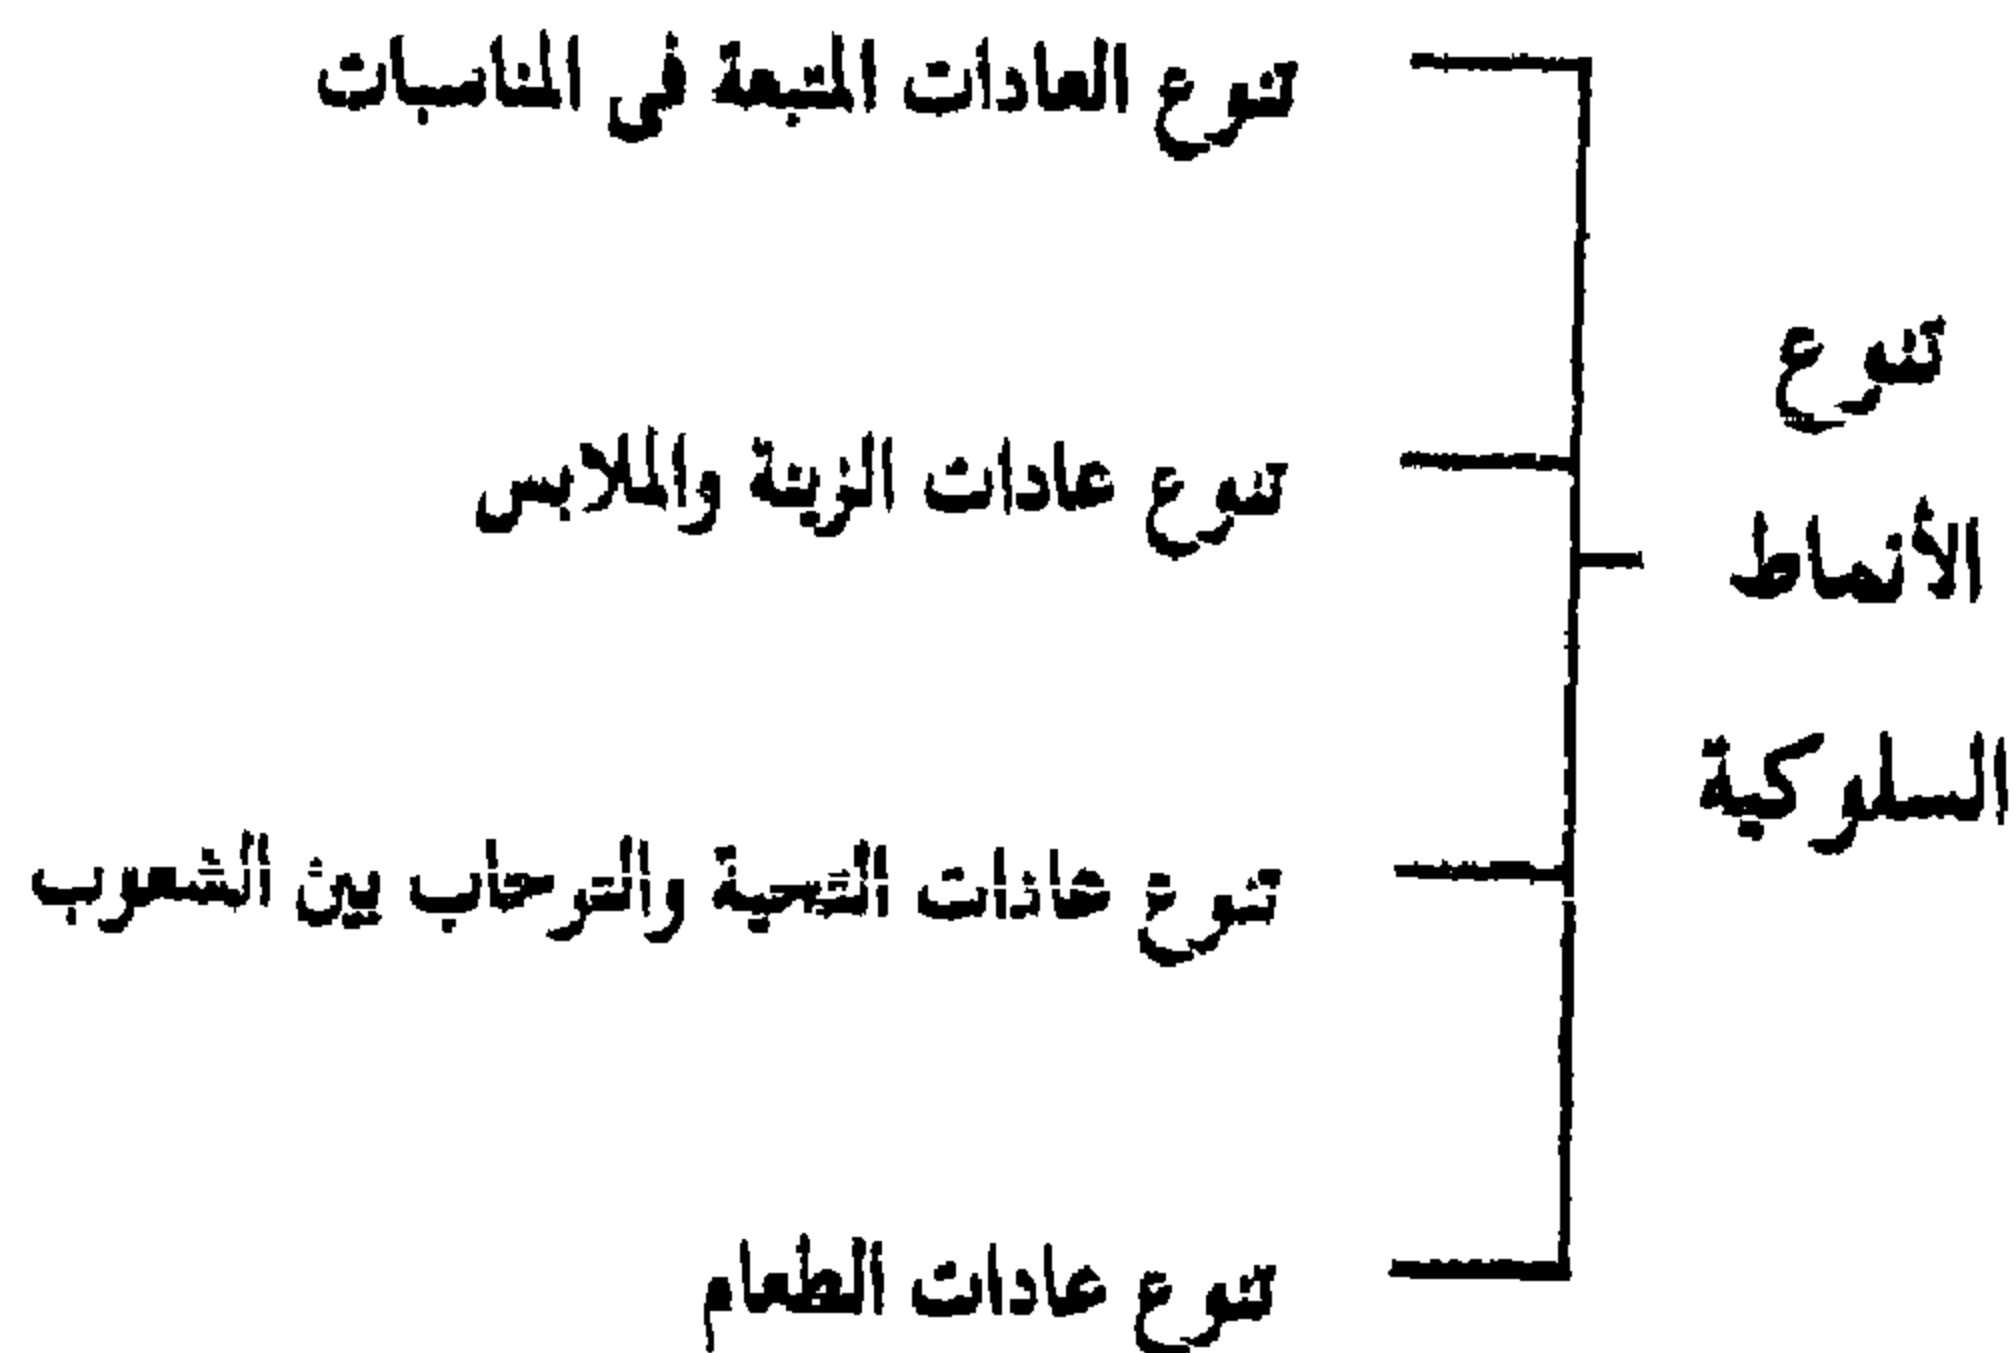 تنوع العادات المتبعة فى المناسبات
تنوع
تنوع عادات الزينة والملابس
الأنماط
السلوكية
تنوع عادات التحية والترحاب بين الشعوب
تنوع عادات الطعام